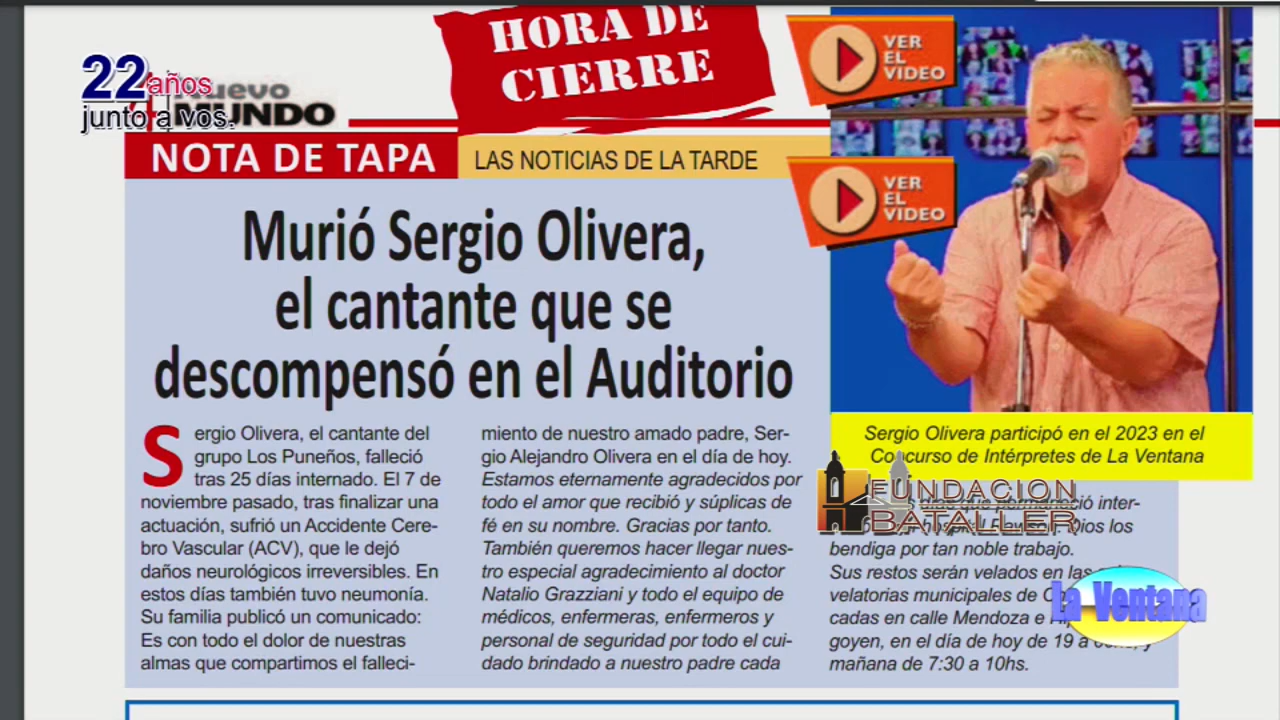 HORA DE
CIERRE
22 años
junto a vos.
nuevo
MUNDO
NOTA DE TAPA
LAS NOTICIAS DE LA TARDE
VER
EL
VIDEO
VER
EL
VIDEO
Murió Sergio Olivera,
el cantante que se
descompensó en el Auditorio
Sergio Olivera, el cantante del
grupo Los Puneños, falleció
tras 25 días internado. El 7 de
noviembre pasado, tras finalizar una
actuación, sufrió un Accidente Cere-
bro Vascular (ACV), que le dejó
daños neurológicos irreversibles. En
estos días también tuvo neumonía.
Su familia publicó un comunicado:
Es con todo el dolor de nuestras
almas que compartimos el falleci-
miento de nuestro amado padre, Ser-
gio Alejandro Olivera en el día de hoy.
Estamos eternamente agradecidos por
todo el amor que recibió y súplicas de
fé en su nombre. Gracias por tanto.
También queremos hacer llegar nues-
tro especial agradecimiento al doctor
Natalio Grazziani y todo el equipo de
médicos, enfermeras, enfermeros y
personal de seguridad por todo el cui-
dado brindado a nuestro padre cada
Sergio Olivera participó en el 2023 en el
Concurso de Intérpretes de La Ventana
que permaneció inter-
Dios los
bendiga por tan noble trabajo.
Sus restos serán velados en las
velatorias municipales de
cadas en calle Mendoza e
goyen, en el día de hoy de 19 a
mañana de 7:30 a 10hs.
FUNDACION
BATALLER
La Ventana